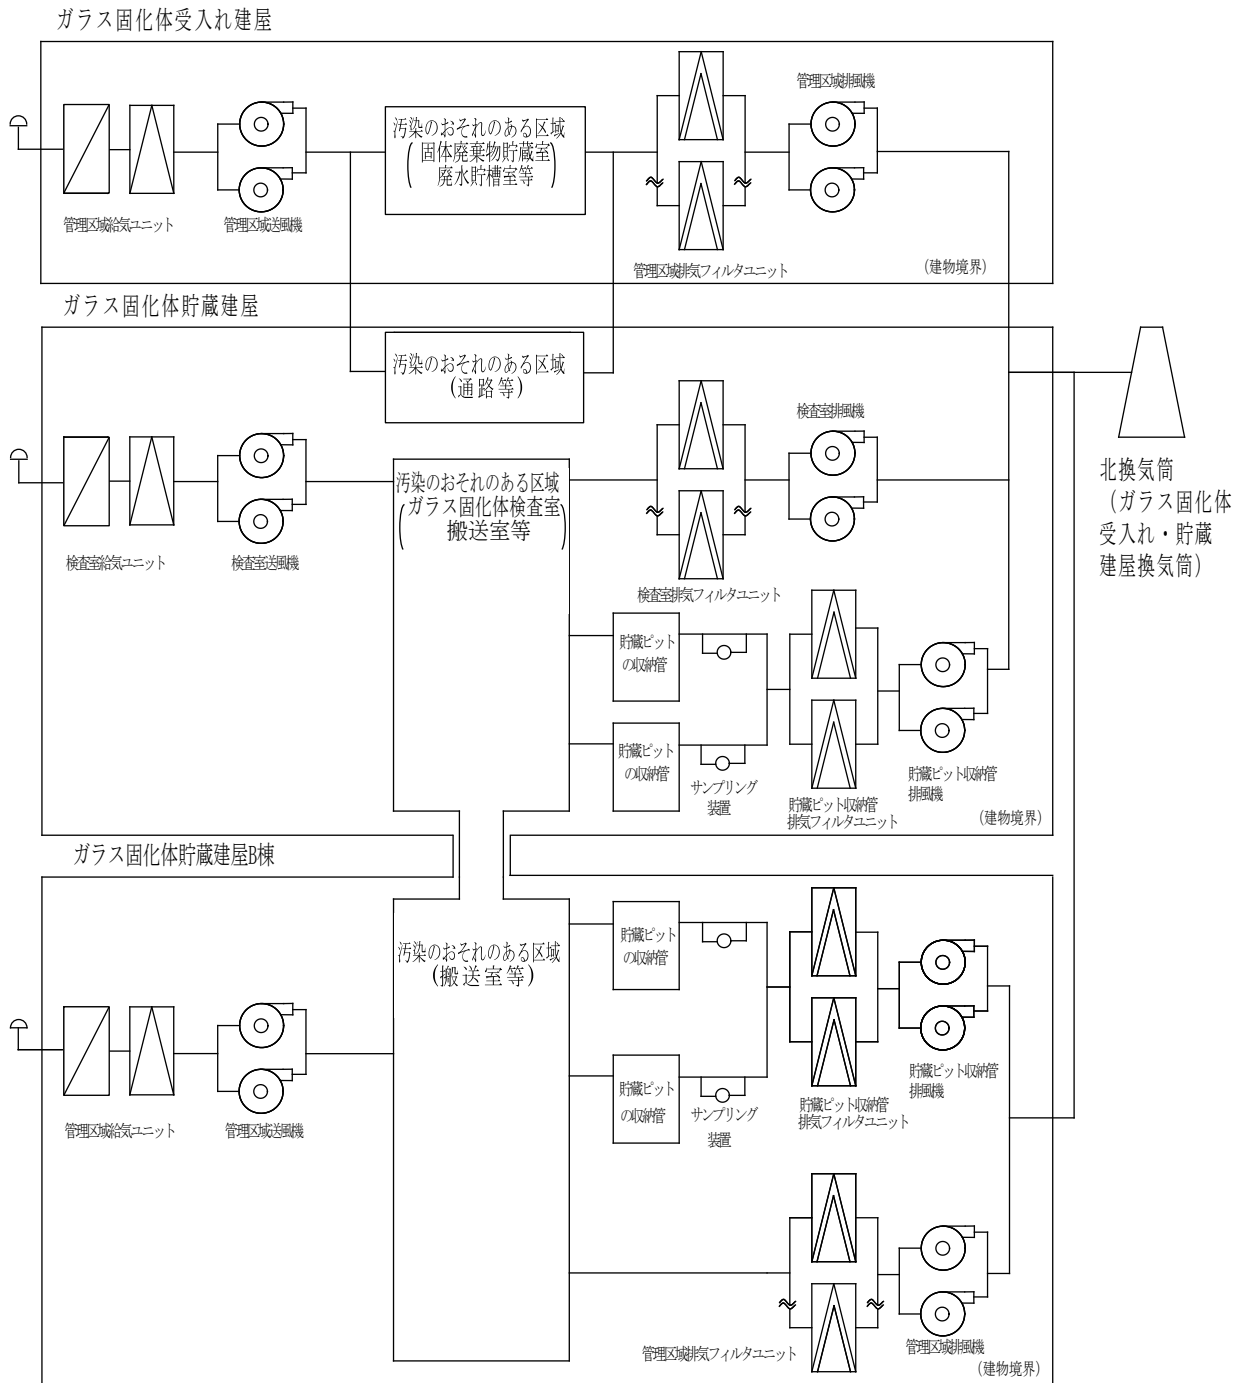 ガラス固化体受入れ建屋
管理区域排風機
汚染のおそれのある区域
(固体廃棄物貯蔵室
廃水貯槽室等)
管理区域給気ユニット
管理区域送風機
管理区域排気フィルタユニット
(建物境界)
ガラス固化体貯蔵建屋
汚染のおそれのある区域
(通路等)
検査室排風機
北換気筒
(ガラス固化体
受入れ・貯蔵
建屋換気筒)
汚染のおそれのある区域
(ガラス固化体検査室
搬送室等)
検査室給気ユニット
検査室送風機
検査室排気フィルタユニット
貯蔵ピット
の収納管
貯蔵ピット
の収納管
サンプリング
装置
貯蔵ピット収納管
排気フィルタユニット
貯蔵ピット収納管
排風機
(建物境界)
ガラス固化体貯蔵建屋B棟
汚染のおそれのある区域
(搬送室等)
貯蔵ピット
の収納管
貯蔵ピット
の収納管
サンプリング
装置
貯蔵ピット収納管
排気フィルタユニット
貯蔵ピット収納管
排風機
管理区域給気ユニット
管理区域送風機
管理区域排気フィルタユニット
管理区域排風機
(建物境界)